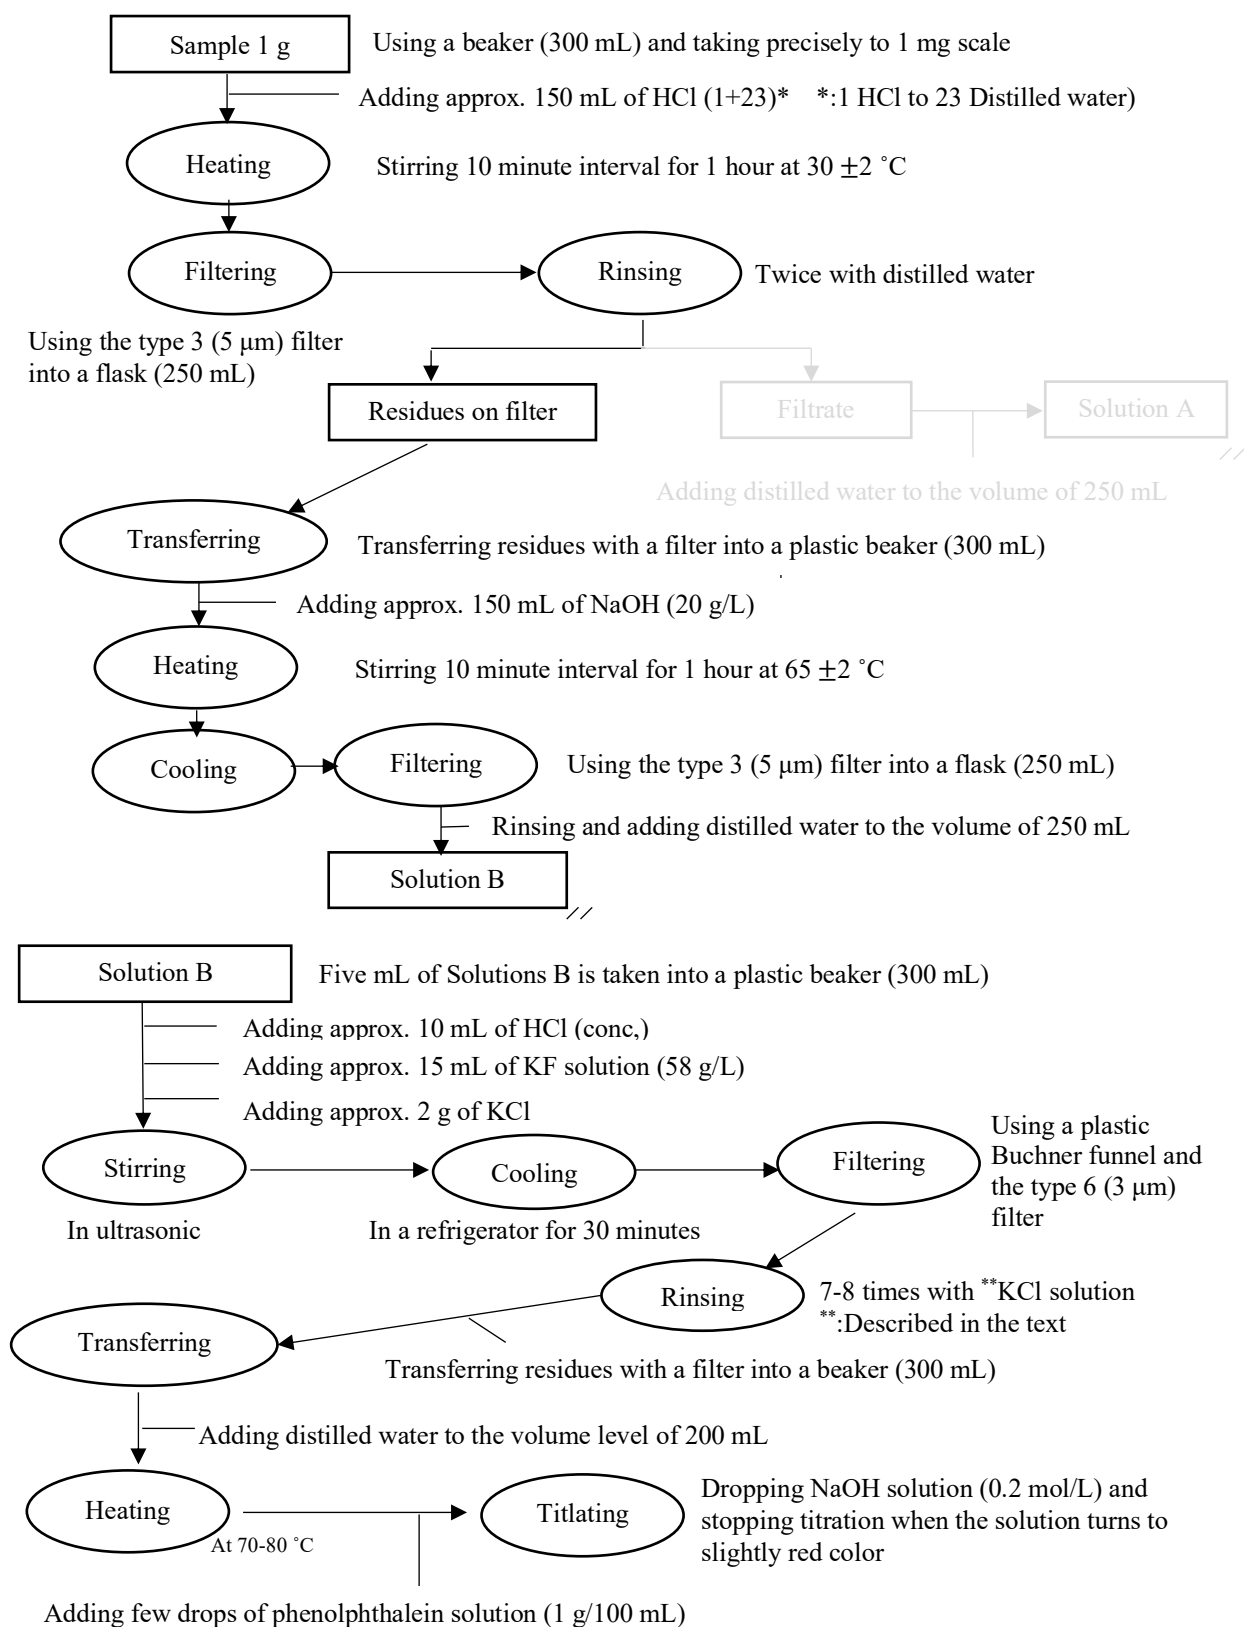 Sample 1 g
Using a beaker (300 mL) and taking precisely to 1 mg scale
Adding approx. 150 mL of HCl (1+23)* *:1 HCl to 23 Distilled water)
Heating
Stirring 10 minute interval for 1 hour at 30 ±2 ˚C
Filtering
Rinsing
Twice with distilled water
Using the type 3 (5 μm) filter
into a flask (250 mL)
Residues on filter
Filtrate
Solution A
Adding distilled water to the volume of 250 mL
Transferring
Transferring residues with a filter into a plastic beaker (300 mL)
Adding approx. 150 mL of NaOH (20 g/L)
Heating
Stirring 10 minute interval for 1 hour at 65 ±2 ˚C
Cooling
Filtering
Using the type 3 (5 μm) filter into a flask (250 mL)
Rinsing and adding distilled water to the volume of 250 mL
Solution B
Solution B
Five mL of Solutions B is taken into a plastic beaker (300 mL)
Adding approx. 10 mL of HCl (conc,)
Adding approx. 15 mL of KF solution (58 g/L)
Adding approx. 2 g of KCl
Stirring
In ultrasonic
Cooling
In a refrigerator for 30 minutes
Filtering
Using a plastic
Buchner funnel and
the type 6 (3 μm)
filter
Rinsing
7-8 times with **KCl solution
**:Described in the text
Transferring
Transferring residues with a filter into a beaker (300 mL)
Adding distilled water to the volume level of 200 mL
Heating
At 70-80 ˚C
Titlating
Dropping NaOH solution (0.2 mol/L) and
stopping titration when the solution turns to
slightly red color
Adding few drops of phenolphthalein solution (1 g/100 mL)